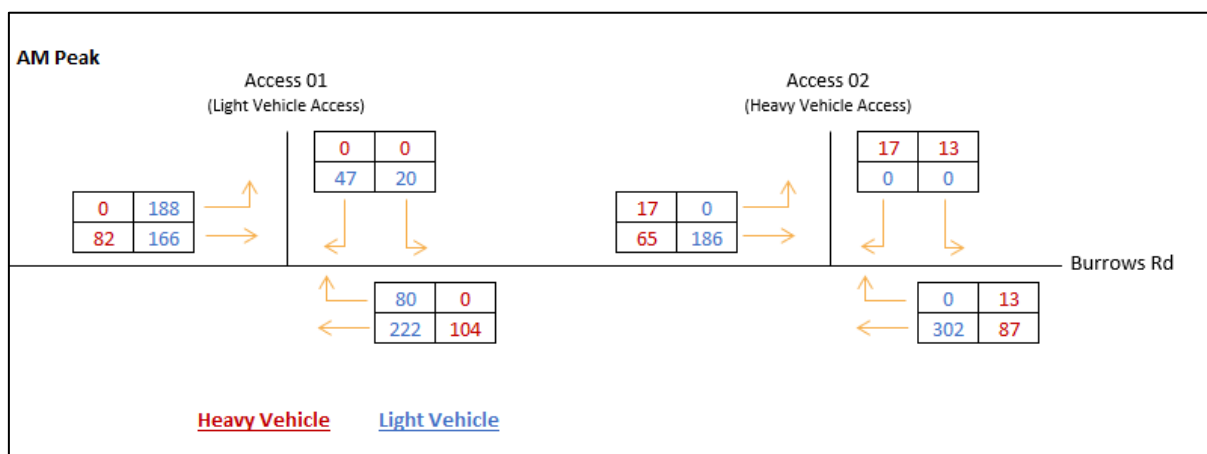 AM Peak
Access 01
(Light Vehicle Access)
Access 02
(Heavy Vehicle Access)
0 0
47 20
17 13
0 0
0 188
82 166
17 0
65 186
Burrows Rd
80 0
222 104
0 13
302 87
Heavy Vehicle Light Vehicle